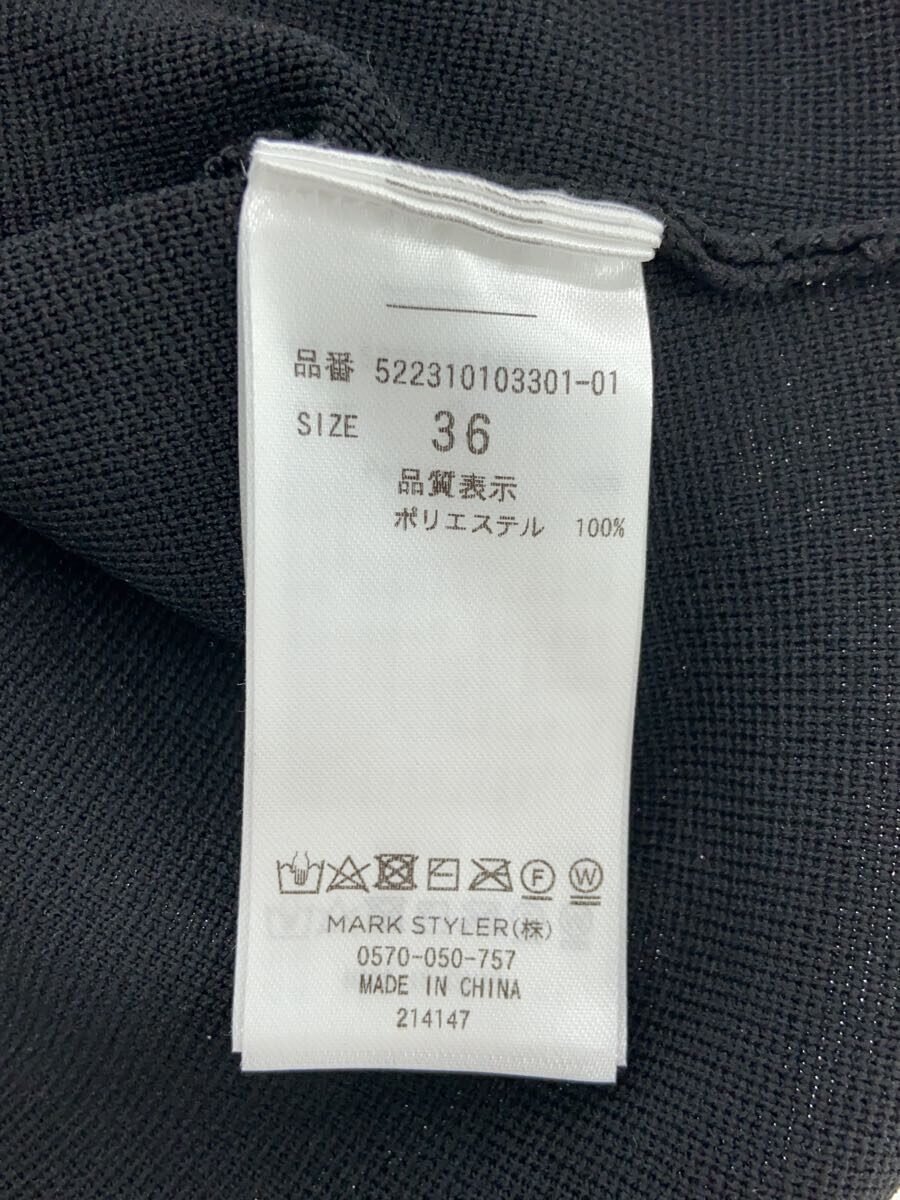 品番 522310103301-01
SIZE 36
品質表示
ポリエステル 100%
F W
MARK STYLER(株)
0570-050-757
MADE IN CHINA
214147